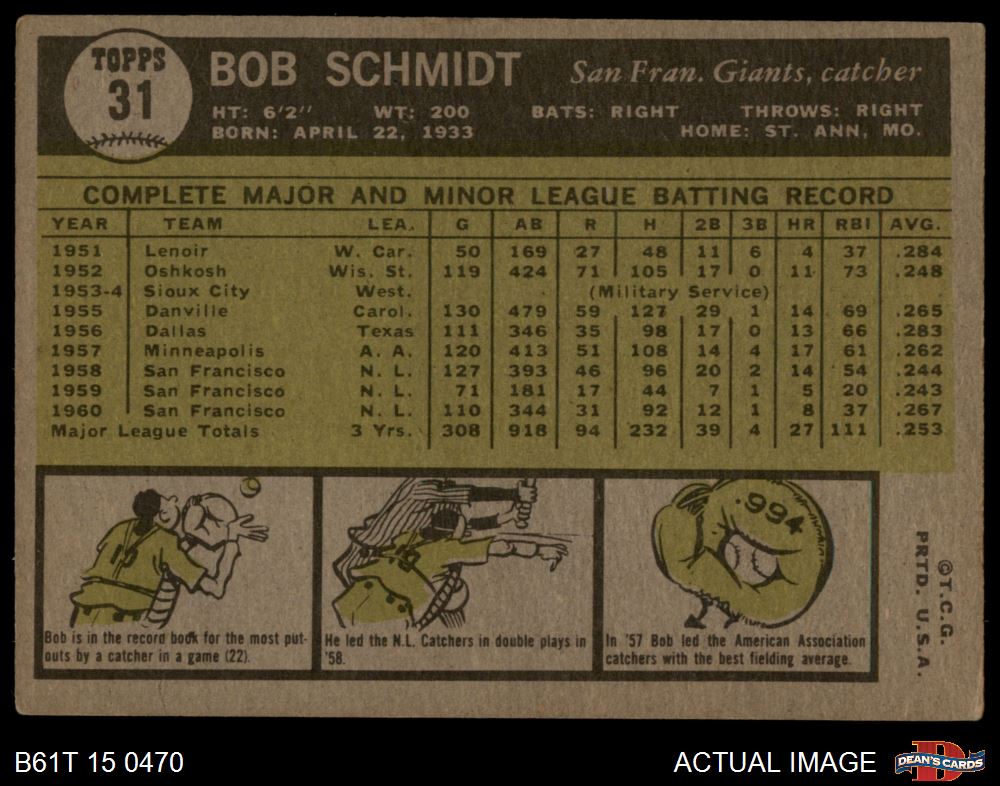 TOPPS
31
BOB SCHMIDT San Fran. Giants, catcher
HT: 6'2" WT: 200 BATS: RIGHT THROWS: RIGHT
BORN: APRIL 22, 1933 HOME: ST. ANN, MO.
COMPLETE MAJOR AND MINOR LEAGUE BATTING RECORD
YEAR TEAM LEA. G AB R H 2B 3B HR RBI AVG.
1951 Lenoir W. Car. 50 169 27 48 11 6 4 37 .284
1952 Oshkosh Wis. St. 119 424 71 105 17 0 11 73 .248
1953-4 Sioux City West. (Military Service)
1955 Danville Carol. 130 479 59 127 29 1 14 69 .265
1956 Dallas Texas 111 346 35 98 17 0 13 66 .283
1957 Minneapolis A. A. 120 413 51 108 14 4 17 61 .262
1958 San Francisco N. L. 127 393 46 96 20 2 14 54 .244
1959 San Francisco N. L. 71 181 17 44 7 1 5 20 .243
1960 San Francisco N. L. 110 344 31 92 12 1 8 37 .267
Major League Totals 3 Yrs. 308 918 94 232 39 4 27 111 .253
Bob is in the record book for the most put-
outs by a catcher in a game (22).
He led the N.L. Catchers in double plays in
'58.
.994
In '57 Bob led the American Association
catchers with the best fielding average.
©T.C.G.
PRTD. U.S.A.
B61T 15 0470 ACTUAL IMAGE
D
DEAN'S CARDS